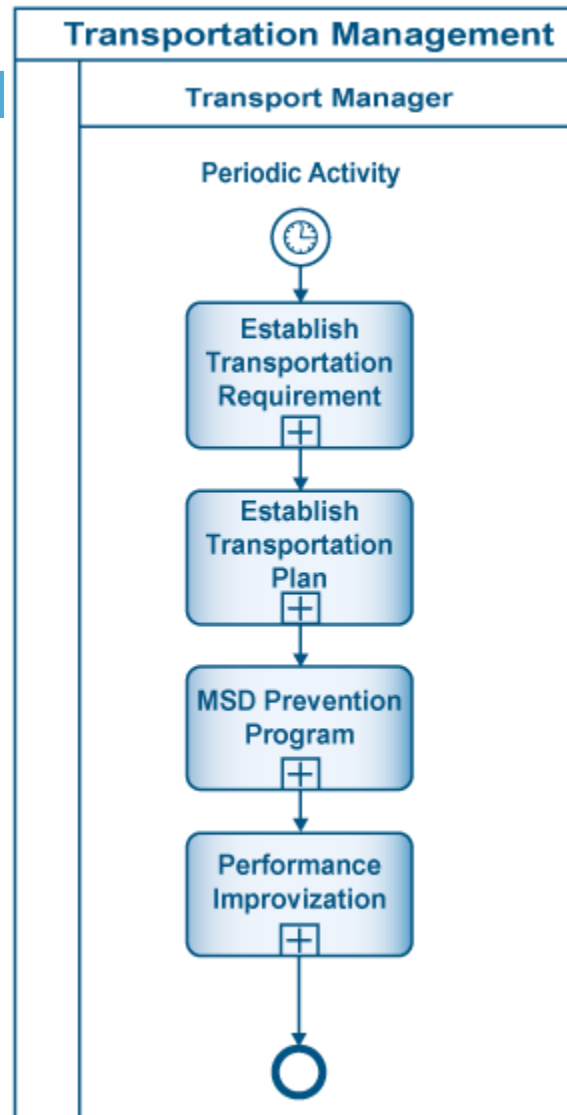 Transportation Management
Transport Manager
Periodic Activity
Establish
Transportation
Requirement
Establish
Transportation
Plan
MSD Prevention
Program
Performance
Improvization